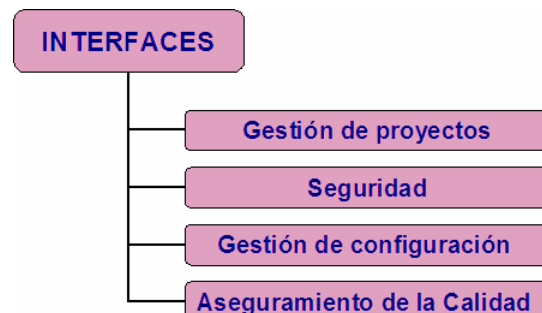 INTERFACES
Gestión de proyectos
Seguridad
Gestión de configuración
Aseguramiento de la Calidad